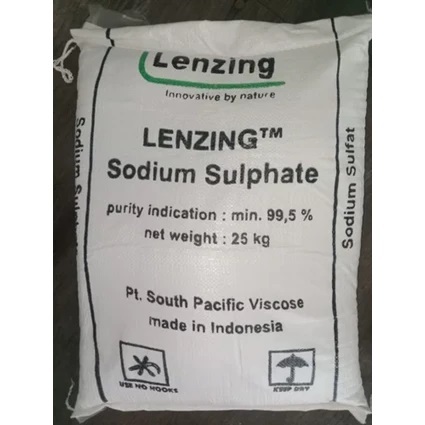 Lenzing
Innovative by nature
LENZING™
Sodium Sulphate
purity indication : min. 99,5 %
net weight : 25 kg
Pt. South Pacific Viscose
made in Indonesia
USE NO HOOKS
KEEP DRY
Sodium Sulfat
Sodium